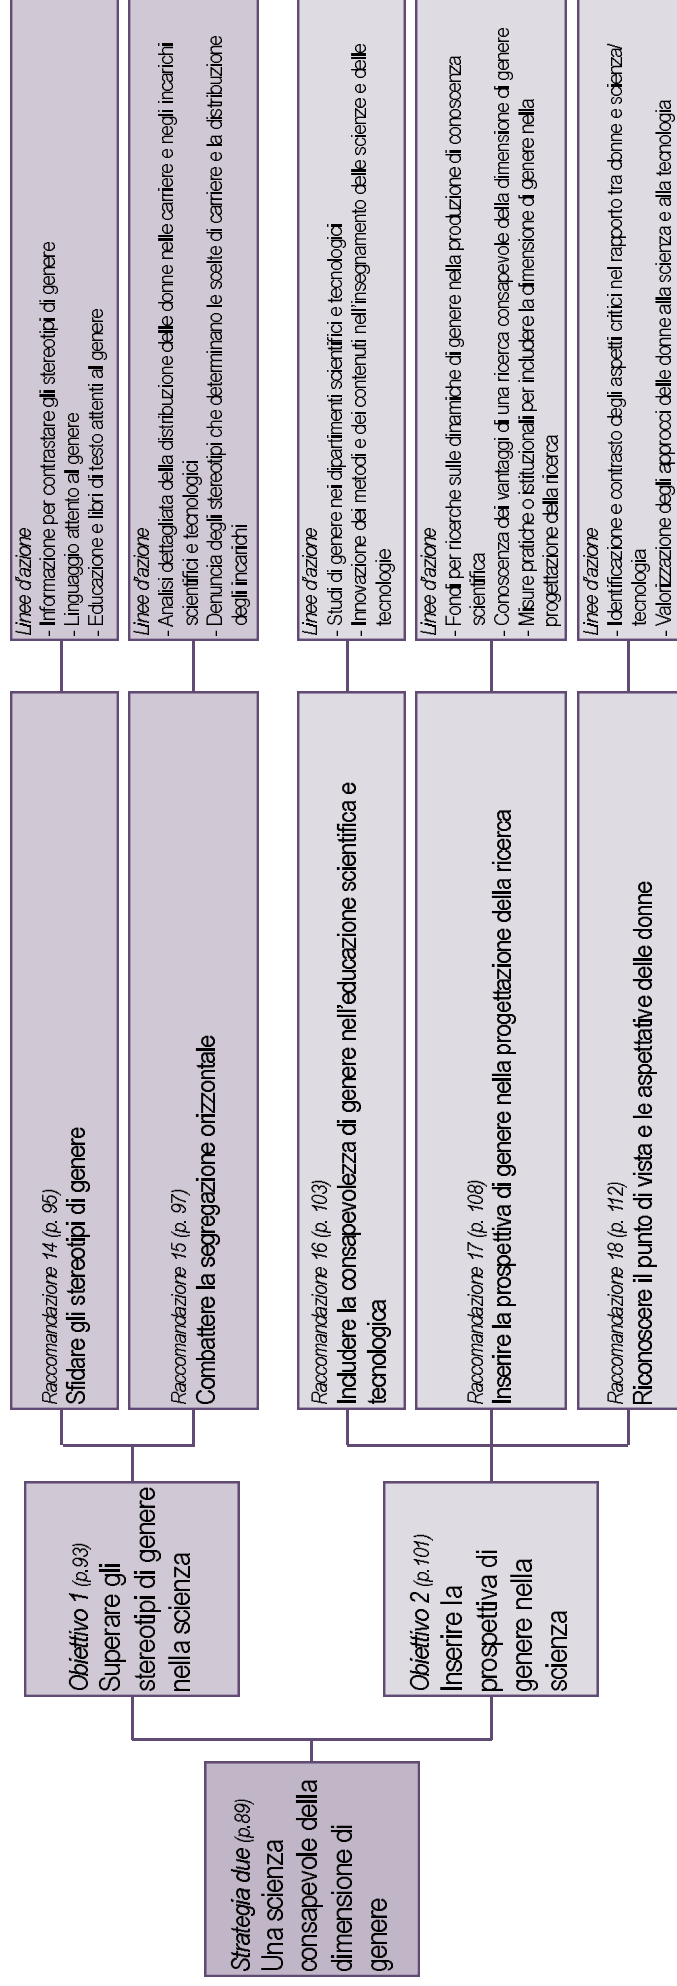 Strategia due (p.89)
Una scienza
consapevole della
dimensione di
genere
Obiettivo 1 (p.93)
Superare gli
stereotipi di genere
nella scienza
Raccomandazione 14 (p. 95)
Sfidare gli stereotipi di genere
Linee d'azione
- Informazione per contrastare gli stereotipi di genere
- Linguaggio attento al genere
- Educazione e libri di testo attenti al genere
Raccomandazione 15 (p. 97)
Combattere la segregazione orizzontale
Linee d'azione
- Analisi dettagliata della distribuzione delle donne nelle carriere e negli incarichi
scientifici e tecnologici
- Denuncia degli stereotipi che determinano le scelte di carriere e la distribuzione
degli incarichi
Obiettivo 2 (p.101)
Inserire la
prospettiva di
genere nella
scienza
Raccomandazione 16 (p. 103)
Includere la consapevolezza di genere nell'educazione scientifica e
tecnologica
Linee d'azione
- Studi di genere nei dipartimenti scientifici e tecnologici
- Innovazione dei metodi e dei contenuti nell'insegnamento delle scienze e delle
tecnologie
Raccomandazione 17 (p. 108)
Inserire la prospettiva di genere nella progettazione della ricerca
Linee d'azione
- Fondi per ricerche sulle dinamiche di genere nella produzione di conoscenza
scientifica
- Conoscenza dei vantaggi di una ricerca consapevole della dimensione di genere
- Misure pratiche o istituzionali per includere la dimensione di genere nella
progettazione della ricerca
Raccomandazione 18 (p. 112)
Riconoscere il punto di vista e le aspettative delle donne
Linee d'azione
- Identificazione e contrasto degli aspetti critici nel rapporto tra donne e scienza/
tecnologia
- Valorizzazione degli approcci delle donne alla scienza e alla tecnologia